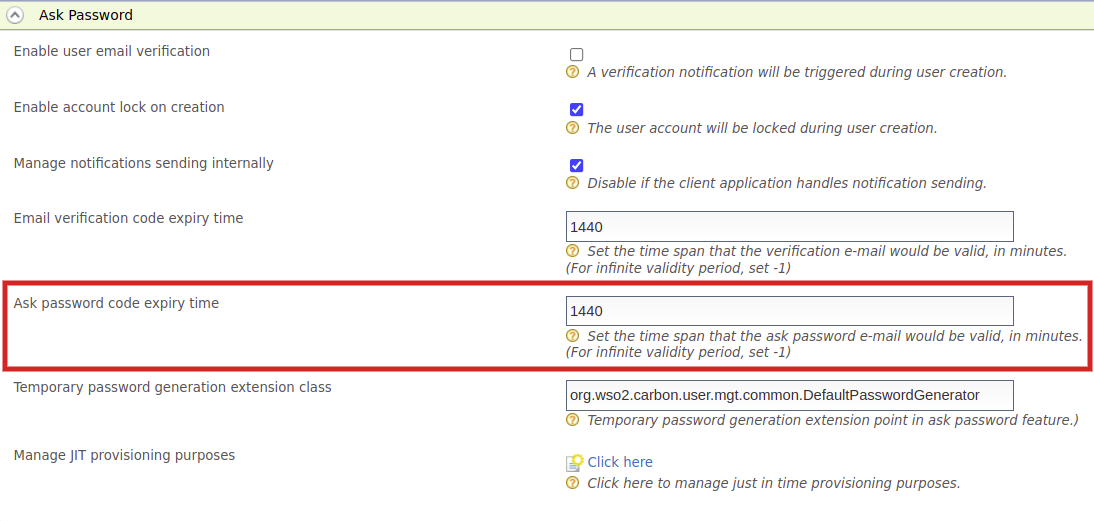 Ask Password
Enable user email verification
A verification notification will be triggered during user creation.
Enable account lock on creation
The user account will be locked during user creation.
Manage notifications sending internally
Disable if the client application handles notification sending.
Email verification code expiry time
1440
Set the time span that the verification e-mail would be valid, in minutes.
(For infinite validity period, set -1)
Ask password code expiry time
1440
Set the time span that the ask password e-mail would be valid, in minutes.
(For infinite validity period, set -1)
Temporary password generation extension class
org.wso2.carbon.user.mgt.common.DefaultPasswordGenerator
Temporary password generation extension point in ask password feature.)
Manage JIT provisioning purposes
Click here
Click here to manage just in time provisioning purposes.